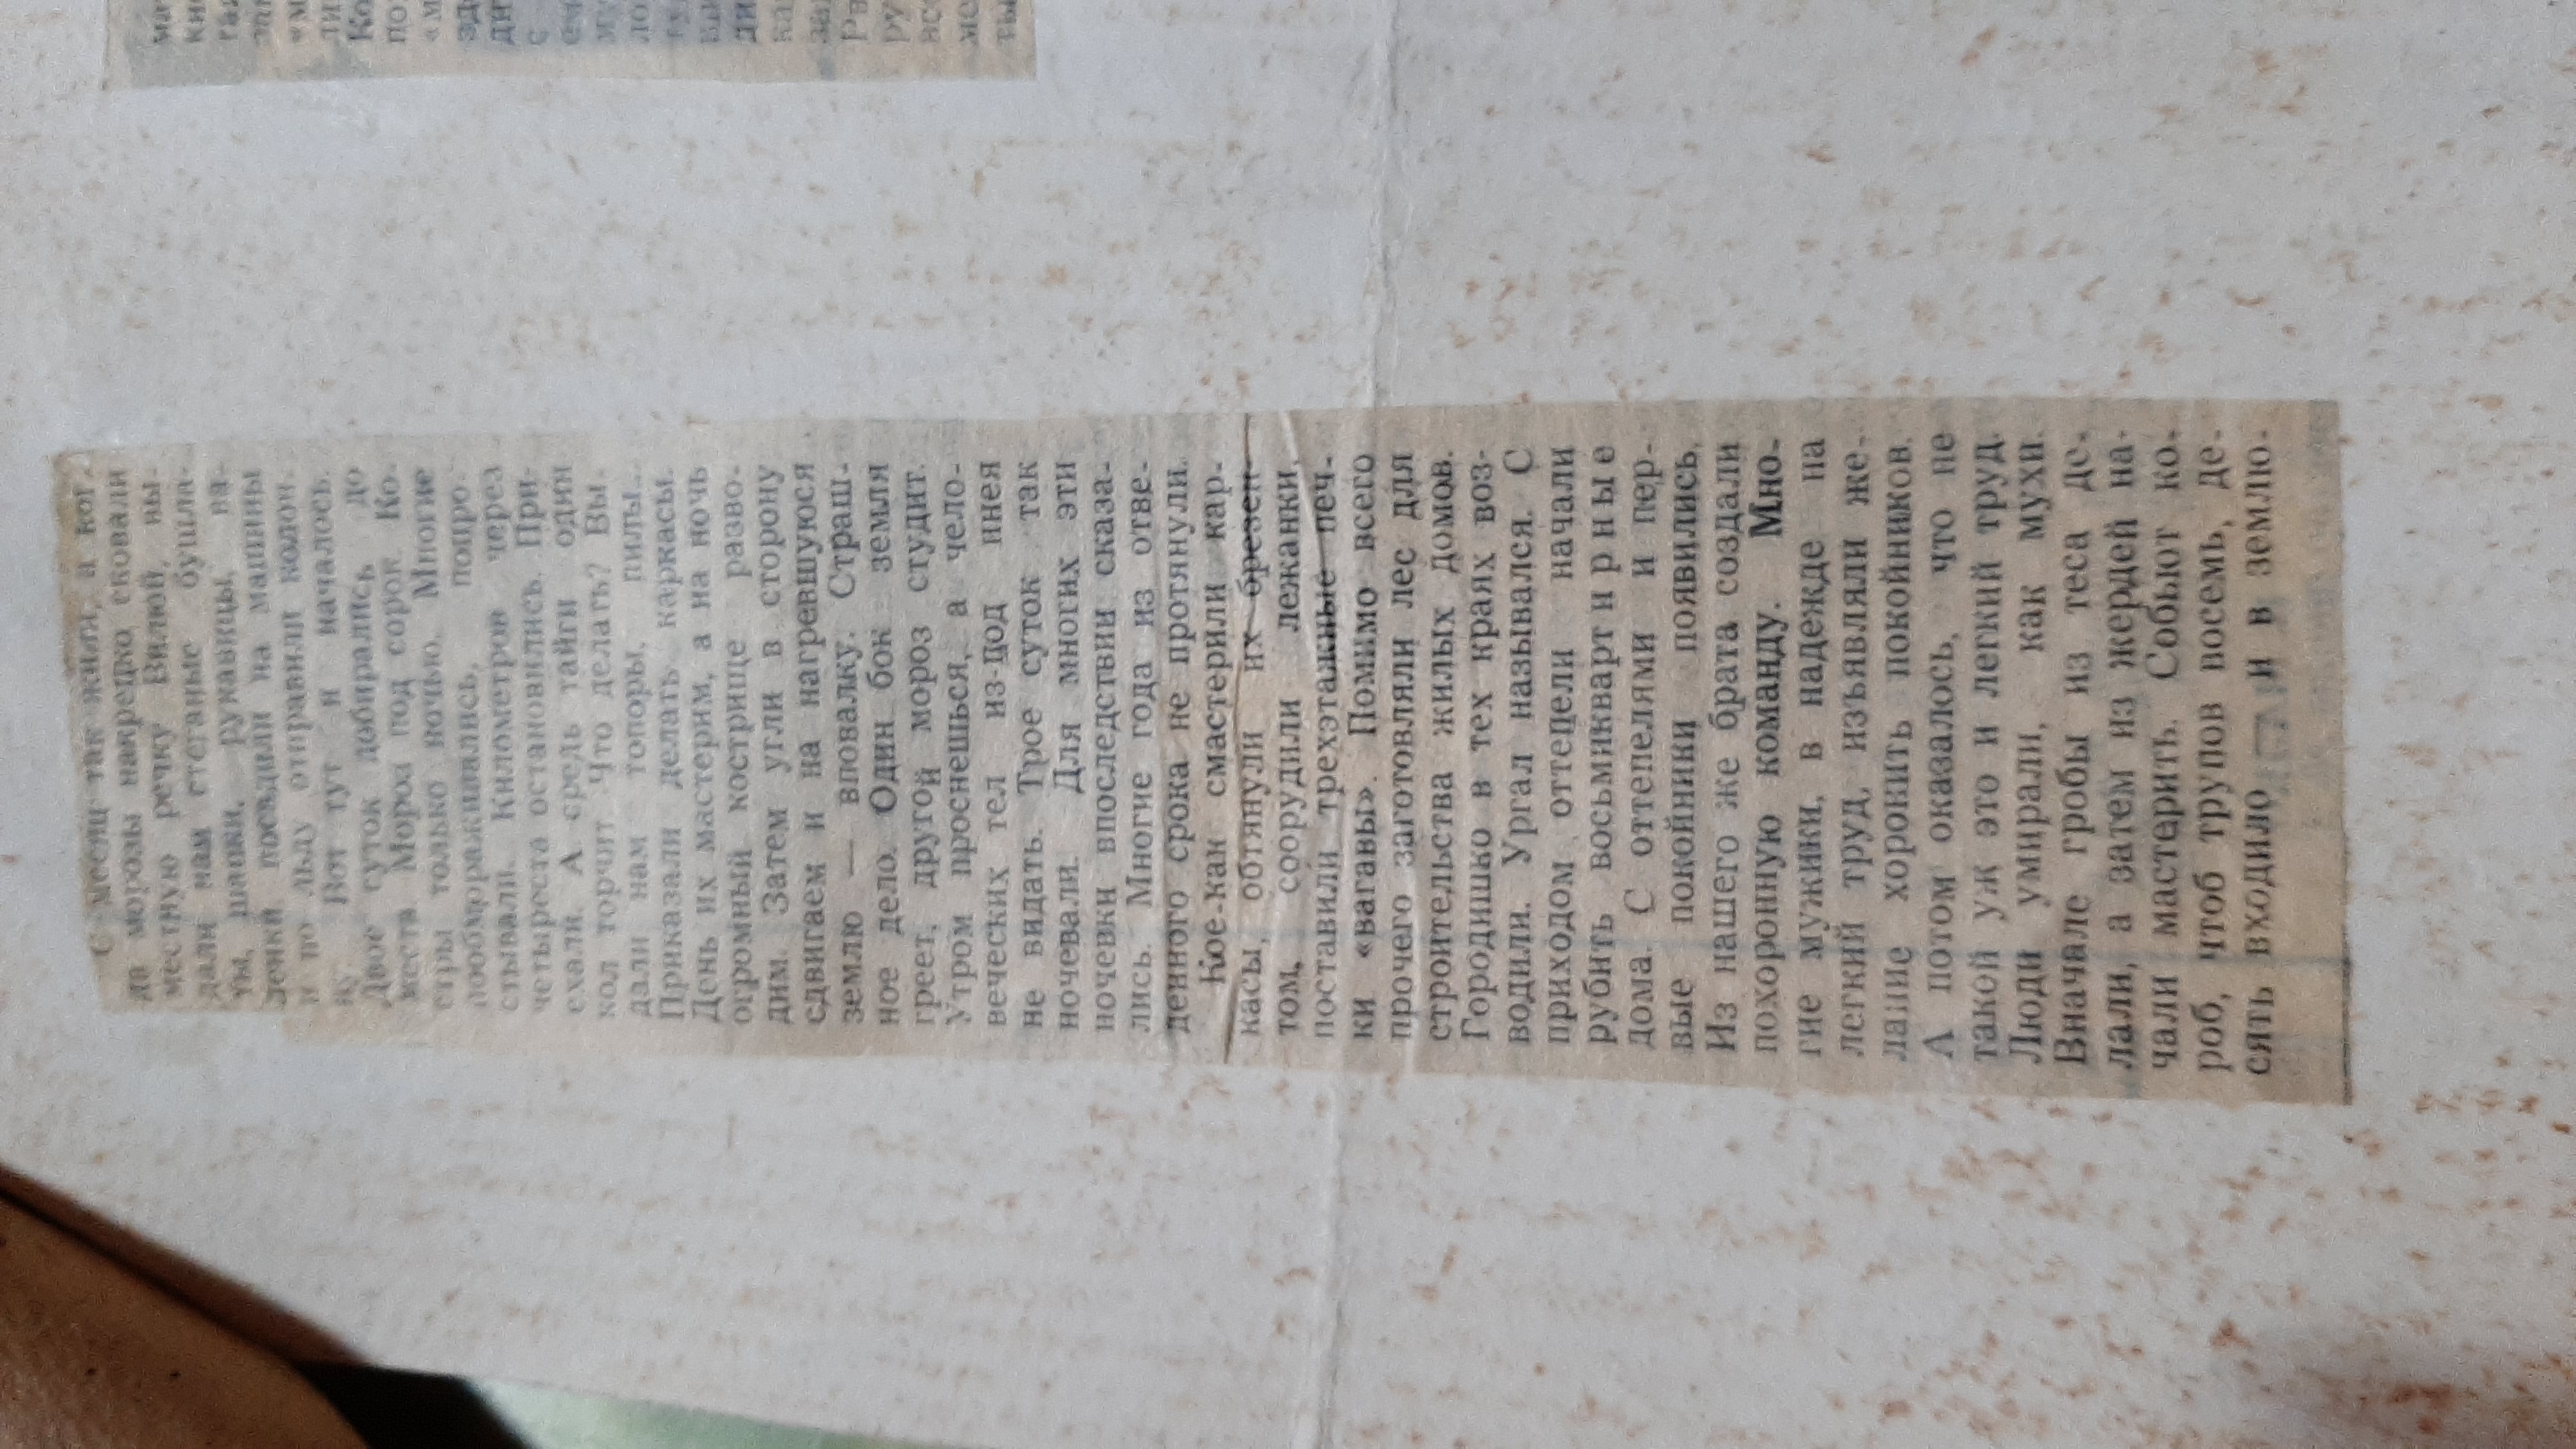 С месяц так жили, а ког-
да морозы накрепко сковали
местную речку Вилюй, вы-
дали нам стеганые бушла-
ты, шапки, рукавицы, ва-
ленки, посадили на машины
и по льду отправили колон-
ну. Вот тут и началось.
Двое суток добирались до
места. Мороз под сорок. Ко-
стры только ночью. Многие
пообмораживались, попро-
стывали. Километров через
четыреста остановились. При-
ехали. А средь тайги один
кол торчит. Что делать? Вы-
дали нам топоры, пилы...
Приказали делать каркасы.
День их мастерим, а на ночь
огромный кострище разво-
дим. Затем угли в сторону
сдвигаем и на нагревшуюся
землю — вповалку. Страш-
ное дело. Один бок земля
греет, другой мороз студит.
Утром проснешься, а чело-
веческих тел из-под инея
не видать. Трое суток так
ночевали. Для многих эти
ночевки впоследствии сказа-
лись. Многие года из отве-
денного срока не протянули.
Кое-как смастерили кар-
касы, обтянули их брезен-
том, соорудили лежанки,
поставили трехэтажные печ-
ки «вагавы». Помимо всего
прочего заготовляли лес для
строительства жилых домов.
Городишко в тех краях воз-
водили. Ургал назывался. С
приходом оттепели начали
рубить восьмиквартирные
дома. С оттепелями и пер-
вые покойники появились.
Из нашего же брата создали
похоронную команду. Мно-
гие мужики, в надежде на
легкий труд, изъявляли же-
лание хоронить покойников.
А потом оказалось, что не
такой уж это и легкий труд.
Люди умирали, как мухи.
Вначале гробы из теса де-
лали, а затем из жердей на-
чали мастерить. Собьют ко-
роб, чтоб трупов восемь, де-
сять входило и в землю.